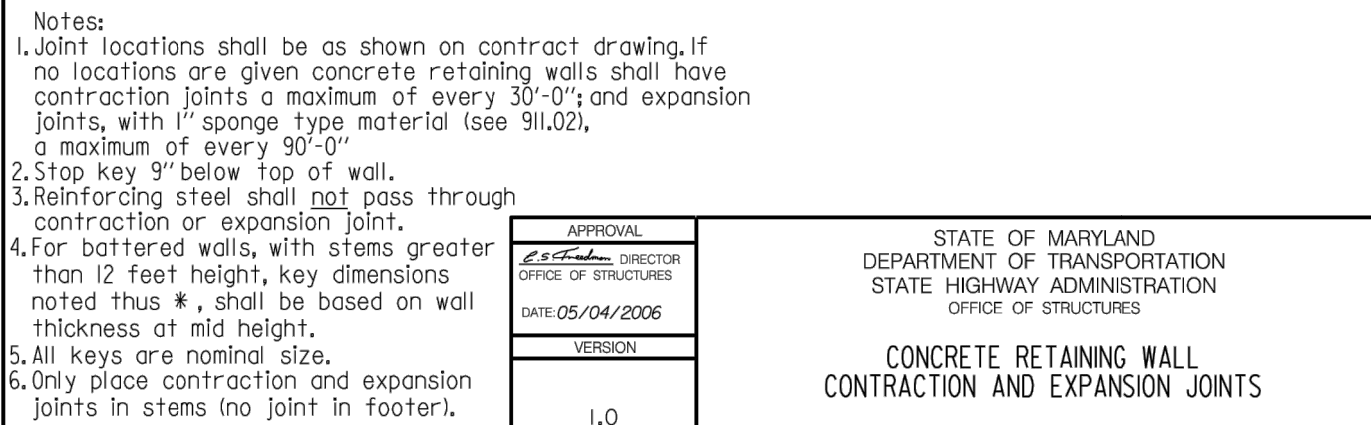 Notes:
1. Joint locations shall be as shown on contract drawing. If
no locations are given concrete retaining walls shall have
contraction joints a maximum of every 30'-0"; and expansion
joints, with 1" sponge type material (see 911.02),
a maximum of every 90'-0"
2. Stop key 9" below top of wall.
3. Reinforcing steel shall not pass through
contraction or expansion joint.
4. For battered walls, with stems greater
than 12 feet height, key dimensions
noted thus *, shall be based on wall
thickness at mid height.
5. All keys are nominal size.
6. Only place contraction and expansion
joints in stems (no joint in footer).
APPROVAL
E.S Freedman DIRECTOR
OFFICE OF STRUCTURES
DATE: 05/04/2006
VERSION
1.0
STATE OF MARYLAND
DEPARTMENT OF TRANSPORTATION
STATE HIGHWAY ADMINISTRATION
OFFICE OF STRUCTURES
CONCRETE RETAINING WALL
CONTRACTION AND EXPANSION JOINTS